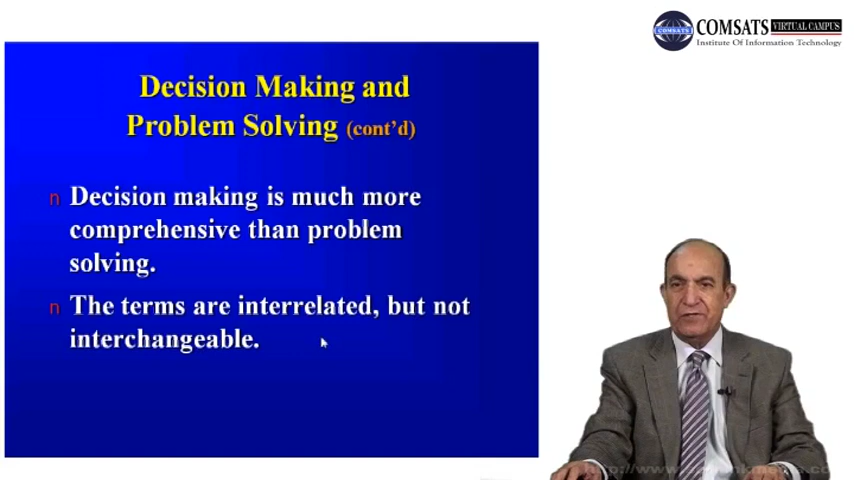 COMSATS VIRTUAL CAMPUS
Institute Of Information Technology
COMSATS
Decision Making and
Problem Solving (cont'd)
n Decision making is much more
comprehensive than problem
solving.
n The terms are interrelated, but not
interchangeable.